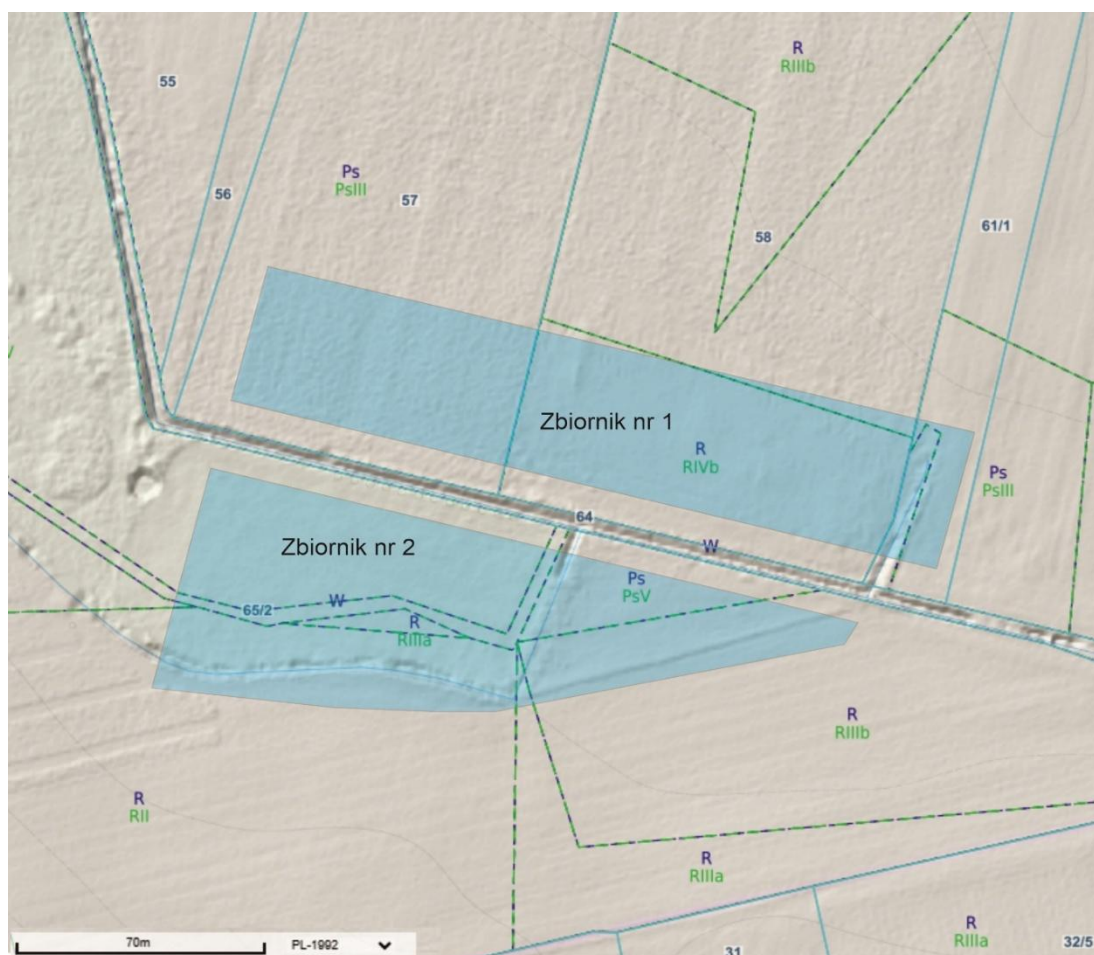 R
RIIIb
55
Ps
PsIII
56
57
58
61/1
Zbiornik nr 1
R
RIVb
Ps
PsIII
64
W
Zbiornik nr 2
Ps
PsV
W
65/2
R
RIIIa
R
RIIIb
R
RII
R
RIIIa
R
RIIIa
70m
PL-1992
31
32/5